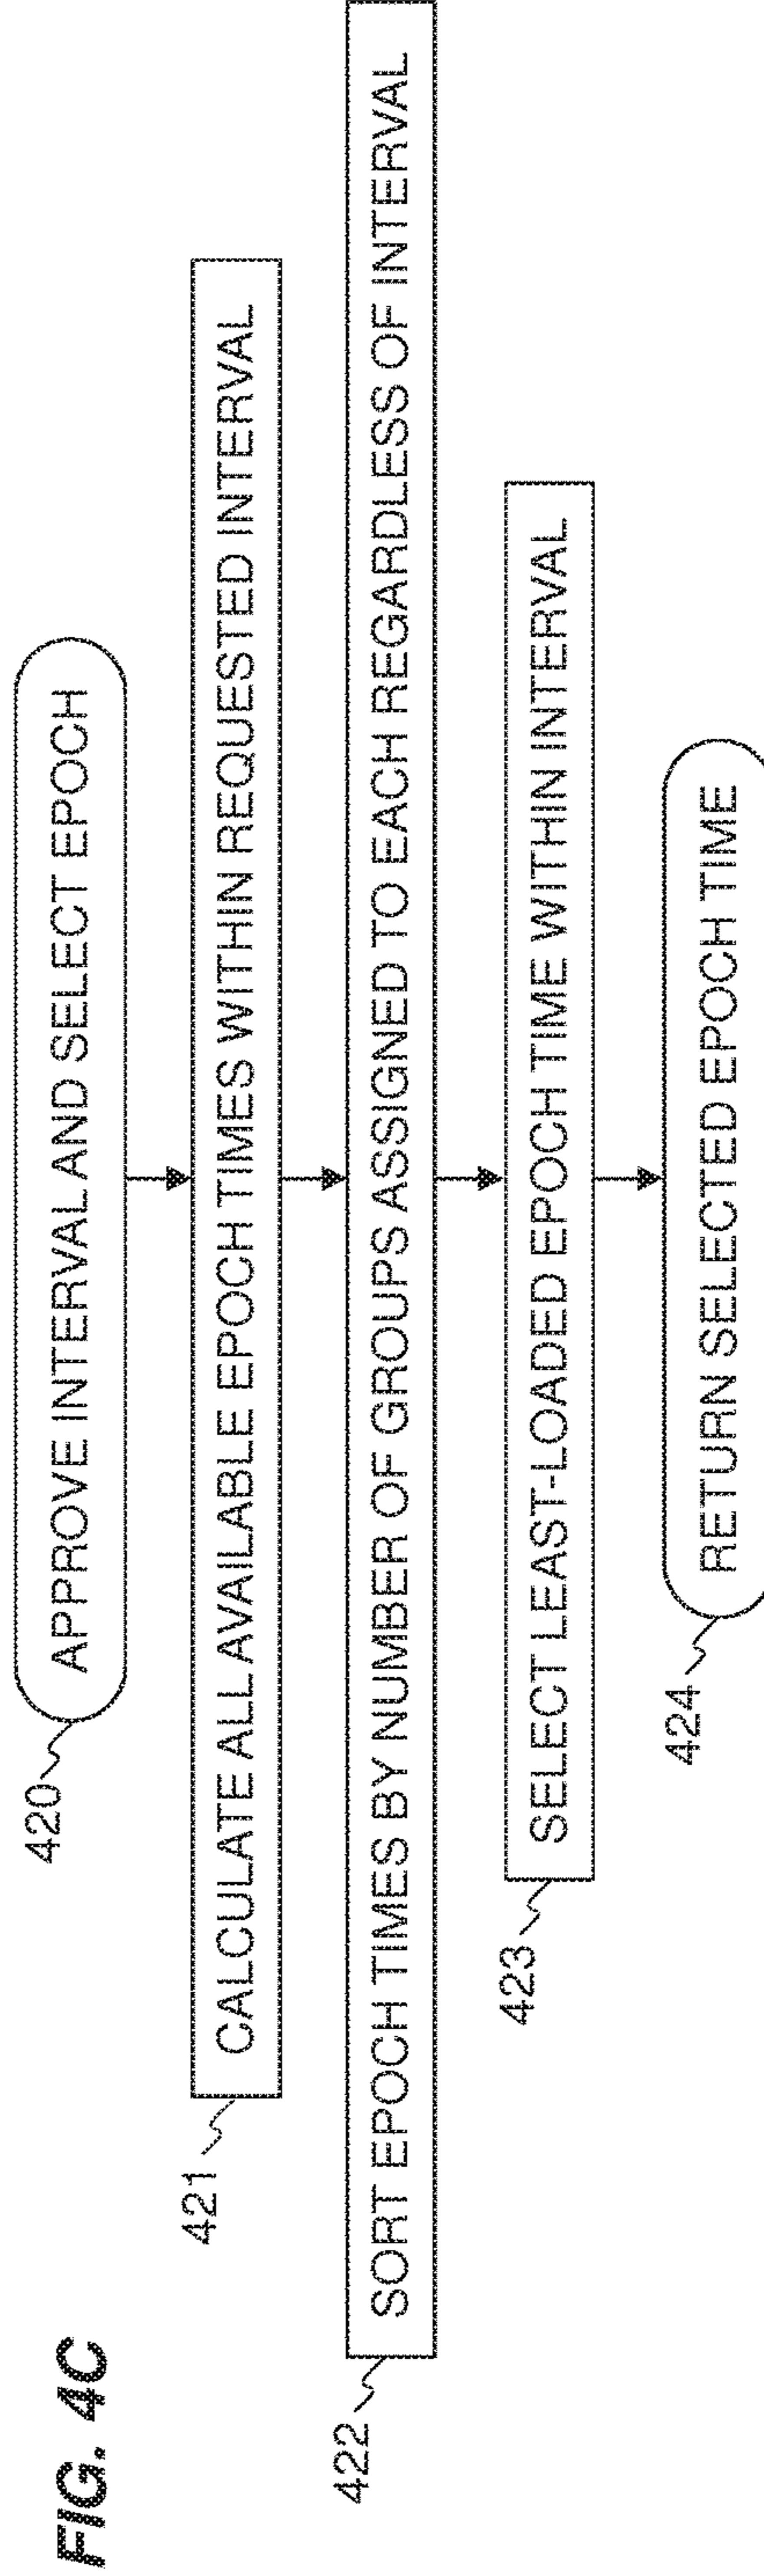 FIG. 4C
420
APPROVE INTERVAL AND SELECT EPOCH
421
CALCULATE ALL AVAILABLE EPOCH TIMES WITHIN REQUESTED INTERVAL
422
SORT EPOCH TIMES BY NUMBER OF GROUPS ASSIGNED TO EACH REGARDLESS OF INTERVAL
423
SELECT LEAST-LOADED EPOCH TIME WITHIN INTERVAL
424
RETURN SELECTED EPOCH TIME